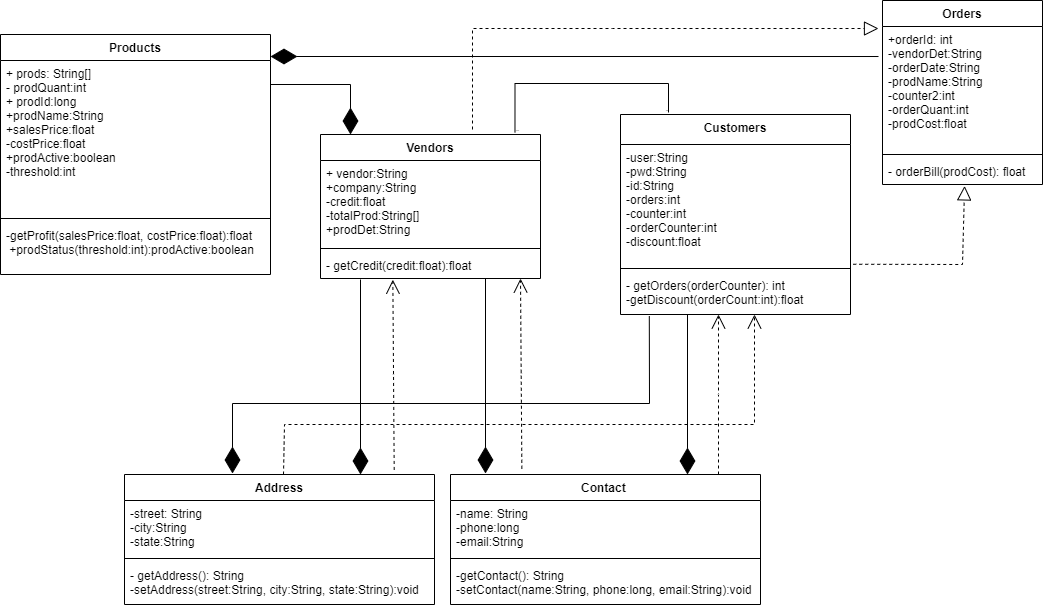 Products
+ prods: String[]
- prodQuant:int
+ prodId:long
+prodName:String
+salesPrice:float
-costPrice:float
+prodActive:boolean
-threshold:int
-getProfit(salesPrice:float, costPrice:float):float
+prodStatus(threshold:int):prodActive:boolean
Vendors
+ vendor:String
+company:String
-credit:float
-totalProd:String[]
+prodDet:String
- getCredit(credit:float):float
Customers
-user:String
-pwd:String
-id:String
-orders:int
-counter:int
-orderCounter:int
-discount:float
- getOrders(orderCounter): int
-getDiscount(orderCount:int):float
Orders
+orderId: int
-vendorDet:String
-orderDate:String
-prodName:String
-counter2:int
-orderQuant:int
-prodCost:float
- orderBill(prodCost): float
Address
-street: String
-city:String
-state:String
- getAddress(): String
-setAddress(street:String, city:String, state:String):void
Contact
-name: String
-phone:long
-email:String
-getContact(): String
-setContact(name:String, phone:long, email:String):void